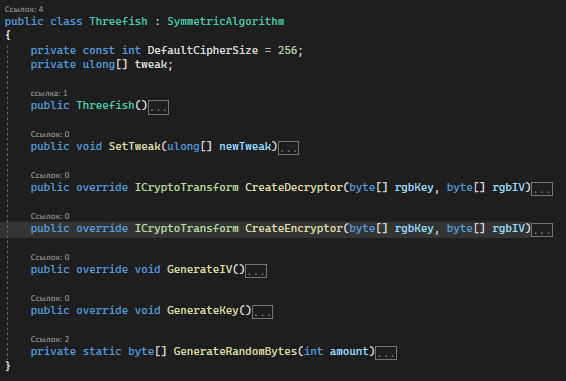 Ссылок: 4
public class Threefish : SymmetricAlgorithm
{
private const int DefaultCipherSize = 256;
private ulong[] tweak;
ссылка: 1
public Threefish()...
Ссылок: 0
public void SetTweak(ulong[] newTweak)...
Ссылок: 0
public override ICryptoTransform CreateDecryptor(byte[] rgbKey, byte[] rgbIV)...
Ссылок: 0
public override ICryptoTransform CreateEncryptor(byte[] rgbKey, byte[] rgbIV)...
Ссылок: 0
public override void GenerateIV()...
Ссылок: 0
public override void GenerateKey()...
Ссылок: 2
private static byte[] GenerateRandomBytes(int amount)...
}